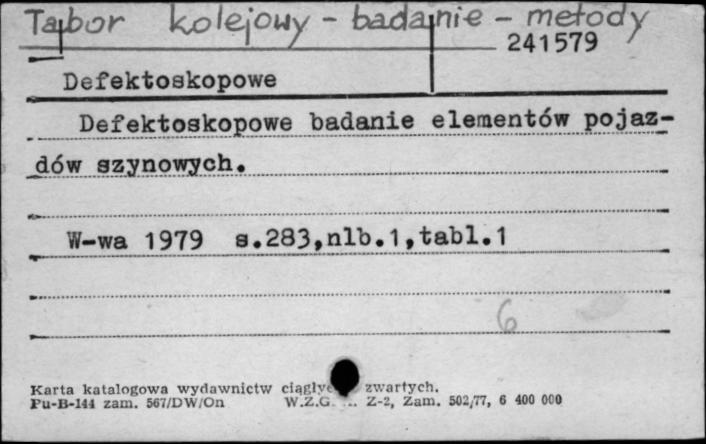 Tabor kolejowy - badanie - metody
241579
Defektoskopowe
Defektoskopowe badanie elementów pojaz-
dów szynowych.
W-wa 1979 s.283,nlb.1,tabl.1
6
Karta katalogowa wydawnictw zwartych.
Pu-B-144 zam. 567/DW/On W.Z.G. Z-2, Zam. 502/77, 6 400 000